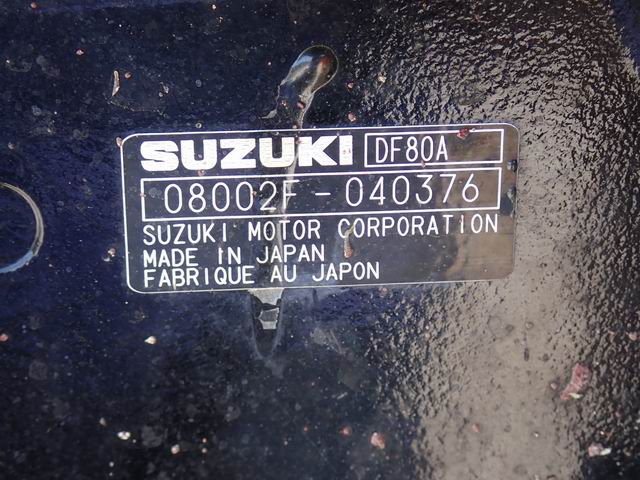 SUZUKI DF80A
08002F-040376
SUZUKI MOTOR CORPORATION
MADE IN JAPAN
FABRIQUE AU JAPON